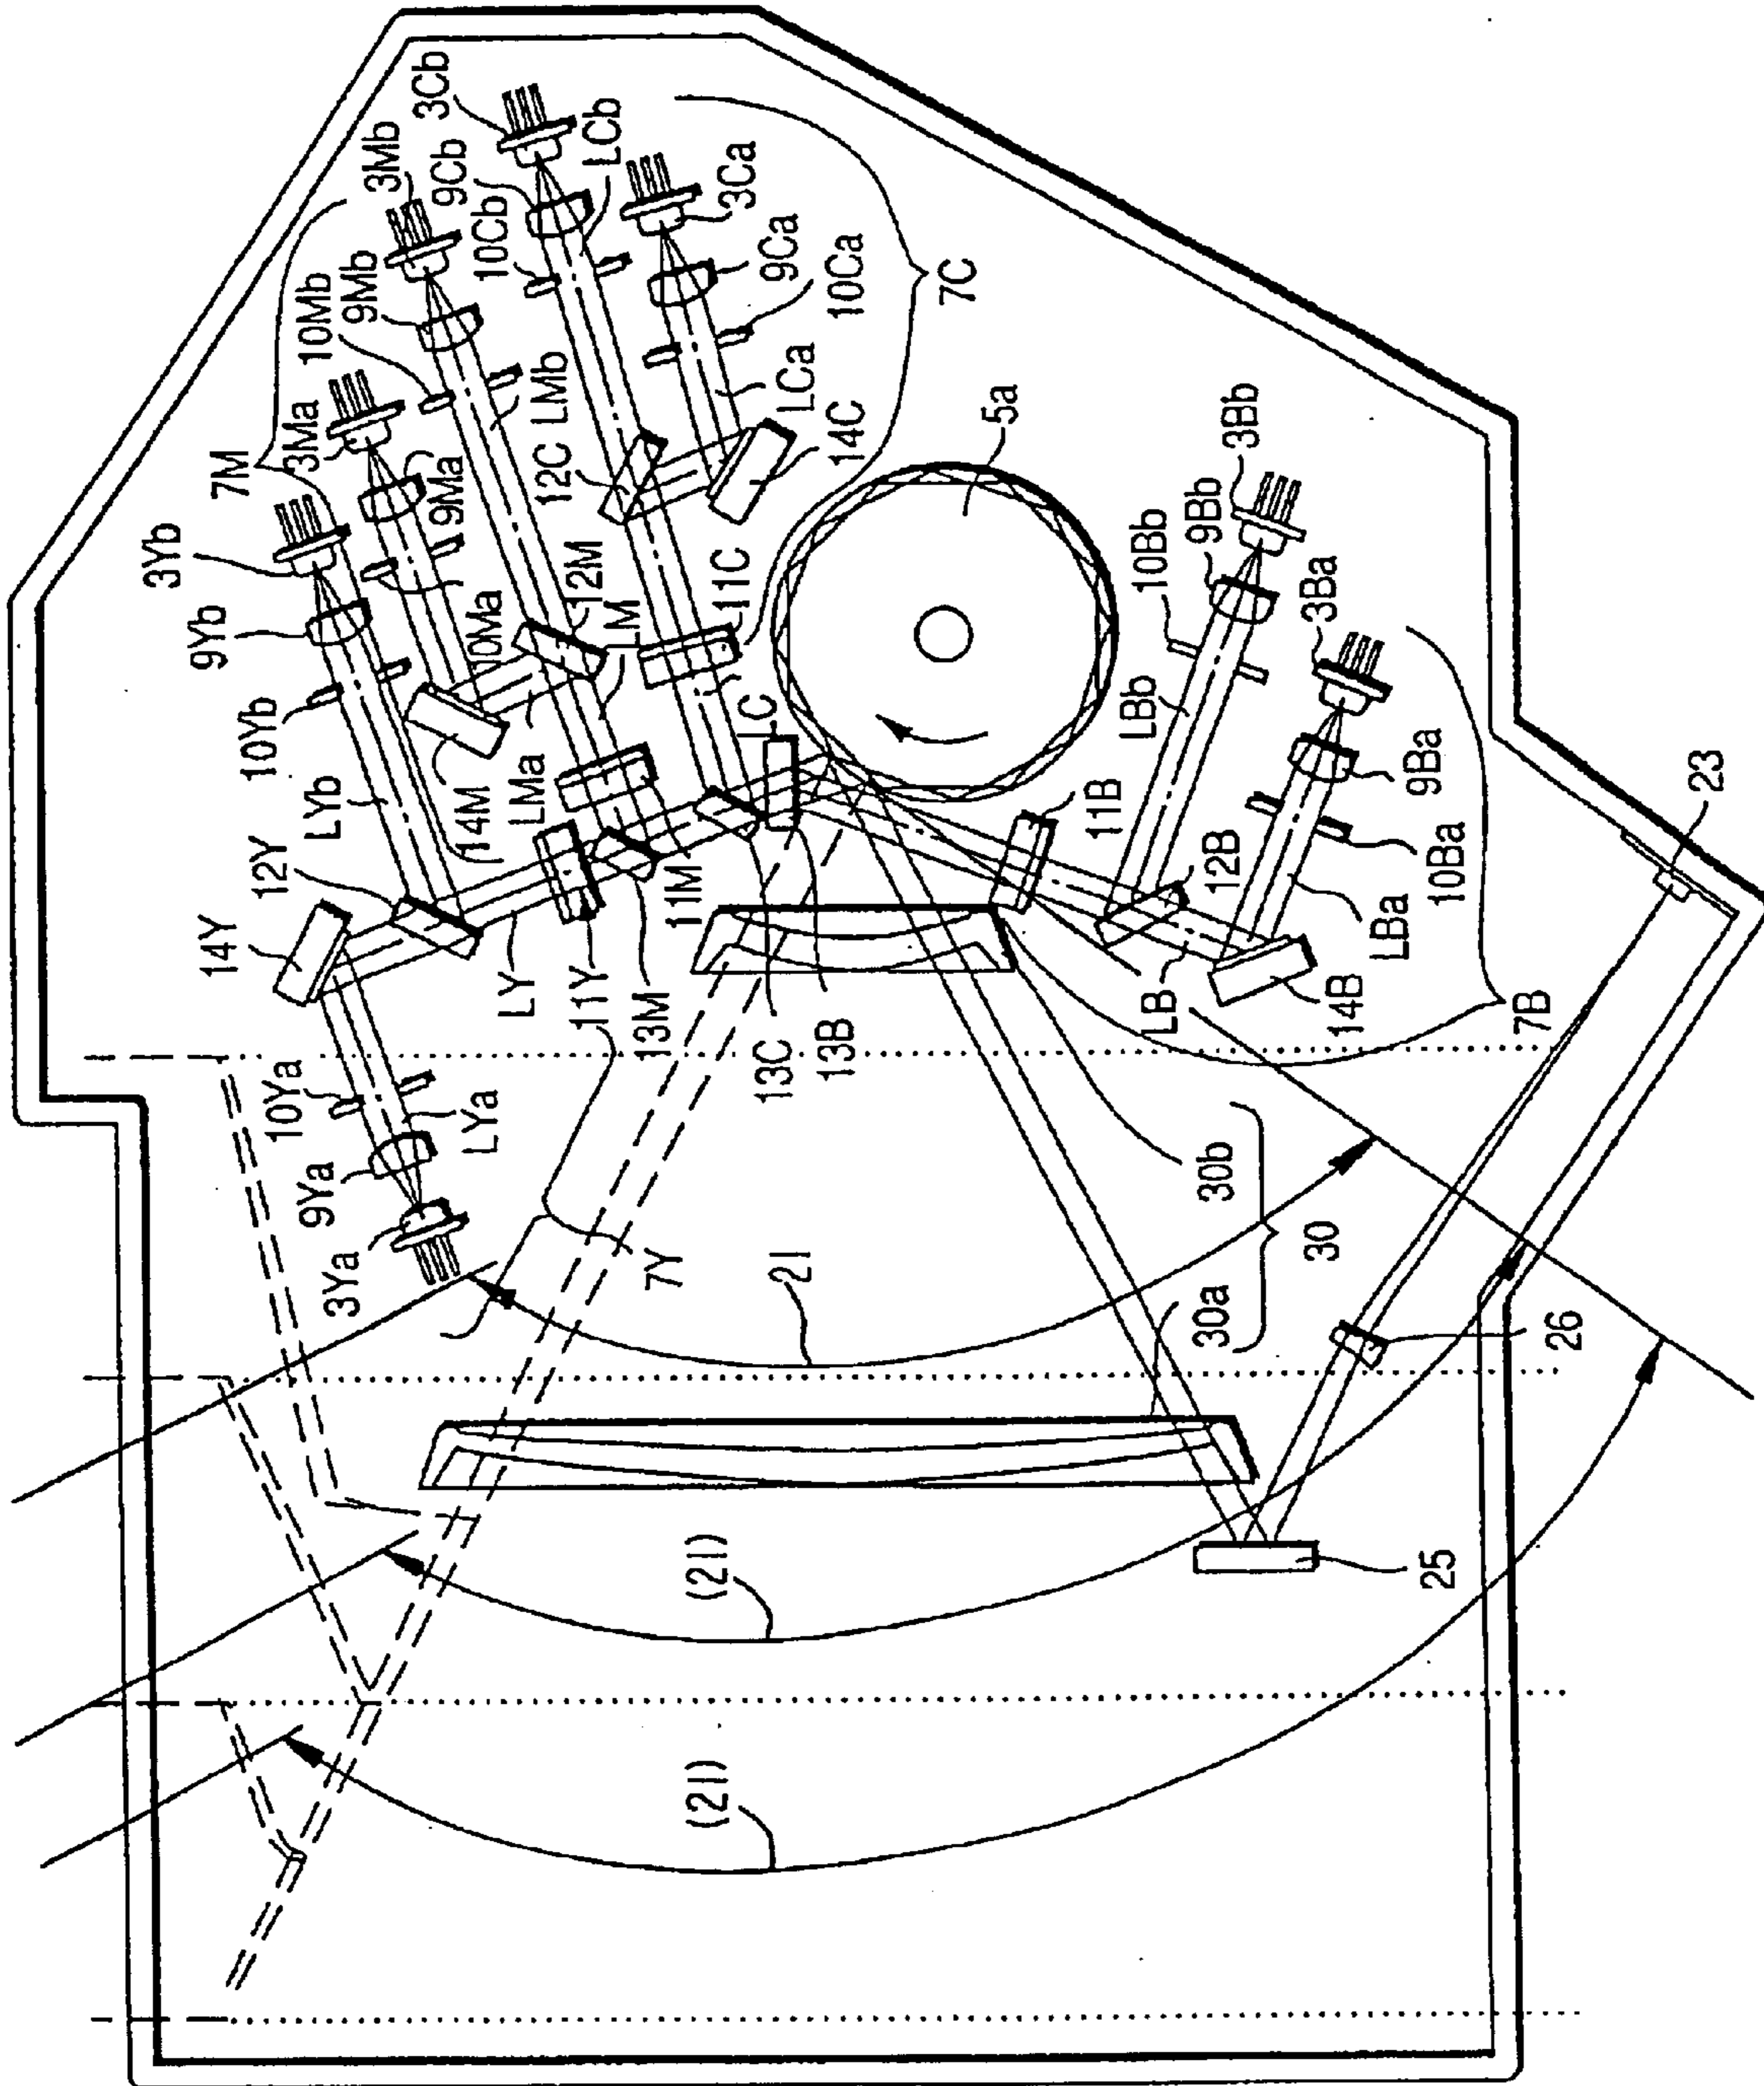 3Cb
3Mb
9Cb
LCb
10Cb
3Ca
9Mb
10Mb
3Ma
7M
9Ca
10Ca
7C
LMb
LCa
9Ma
12C
14C
3Yb
9Yb
10Yb
10Ma
12M
LM
11C
5a
3Bb
9Bb
10Bb
3Ba
LYb
14M
LMa
LC
LBb
9Ba
23
12Y
14Y
11M
11B
12B
10Ba
LBa
LY
11Y
13M
13C
13B
LB
14B
7B
10Ya
LYa
9Ya
3Ya
7Y
21
30b
30
30a
26
(21)
25
(21)